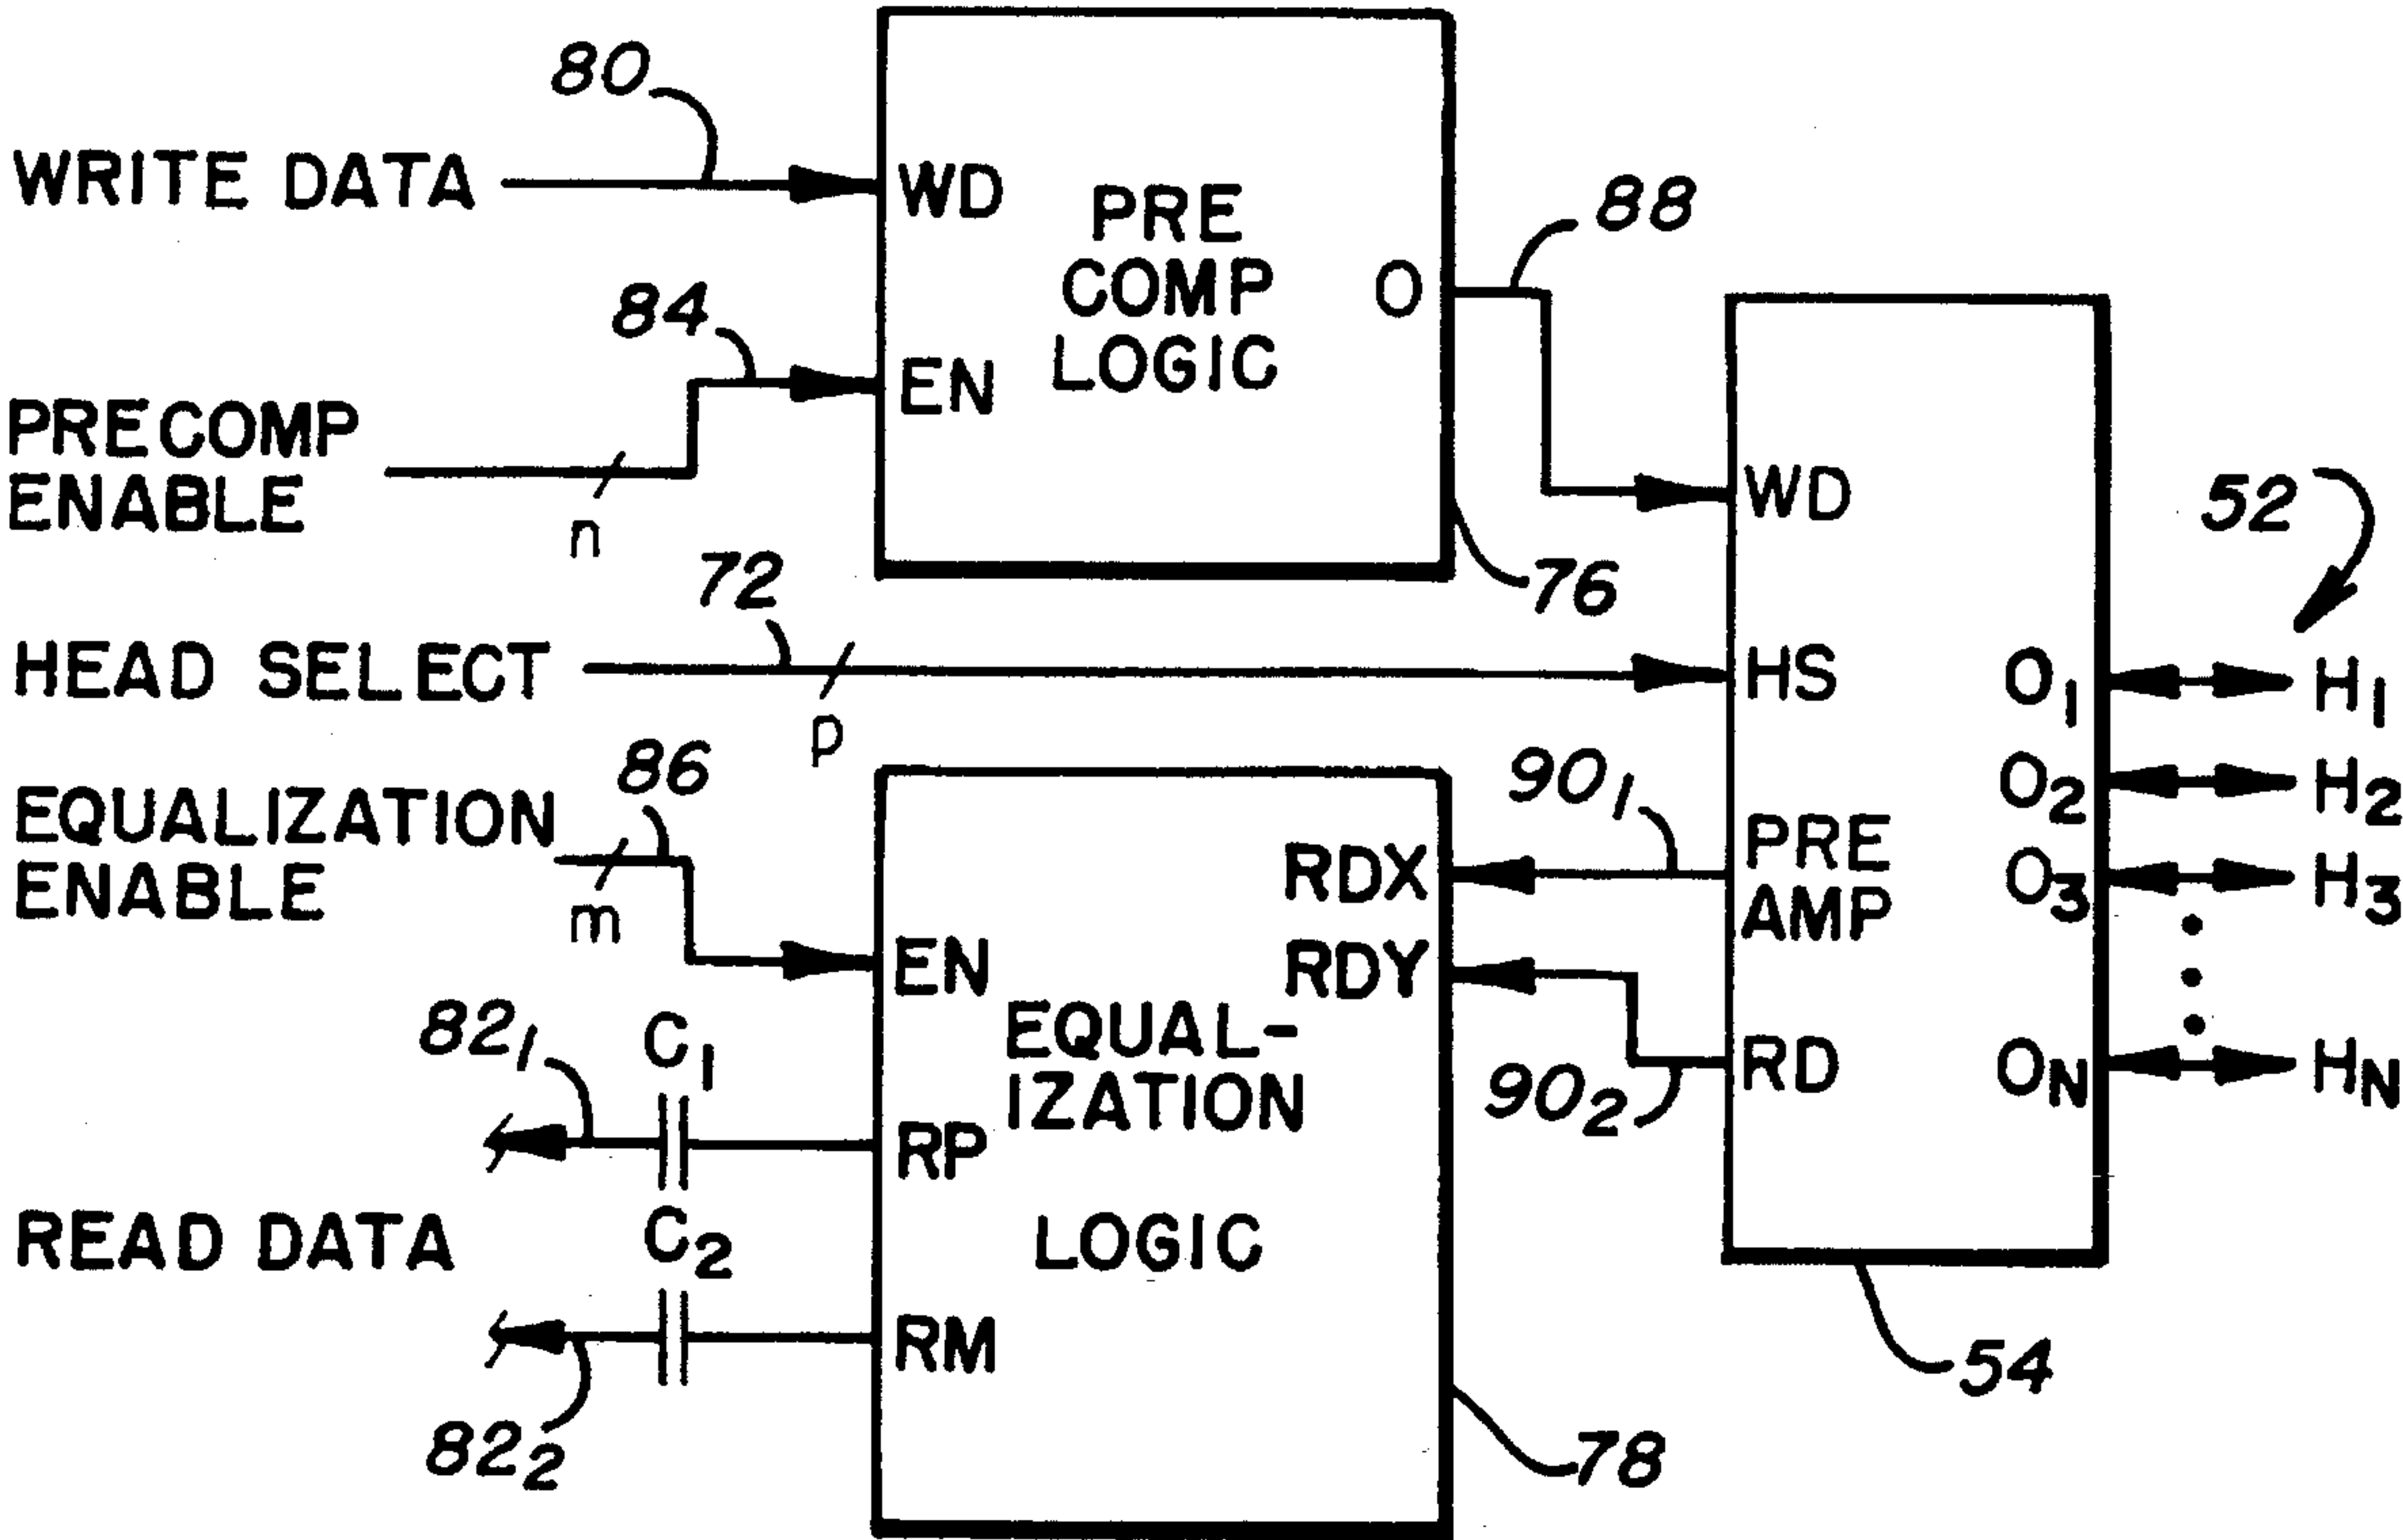 80
WRITE DATA
WD
PRE
COMP
LOGIC
O
88
84
EN
PRECOMP
ENABLE
n
WD
52
72
76
HEAD SELECT
p
HS
O1
H1
EQUALIZATION
ENABLE
86
m
O2
H2
901
RDX
PRE
AMP
O3
H3
EN
RDY
EQUAL-
IZATION
LOGIC
821
C1
RP
902
RD
ON
HN
READ DATA
C2
RM
822
54
78